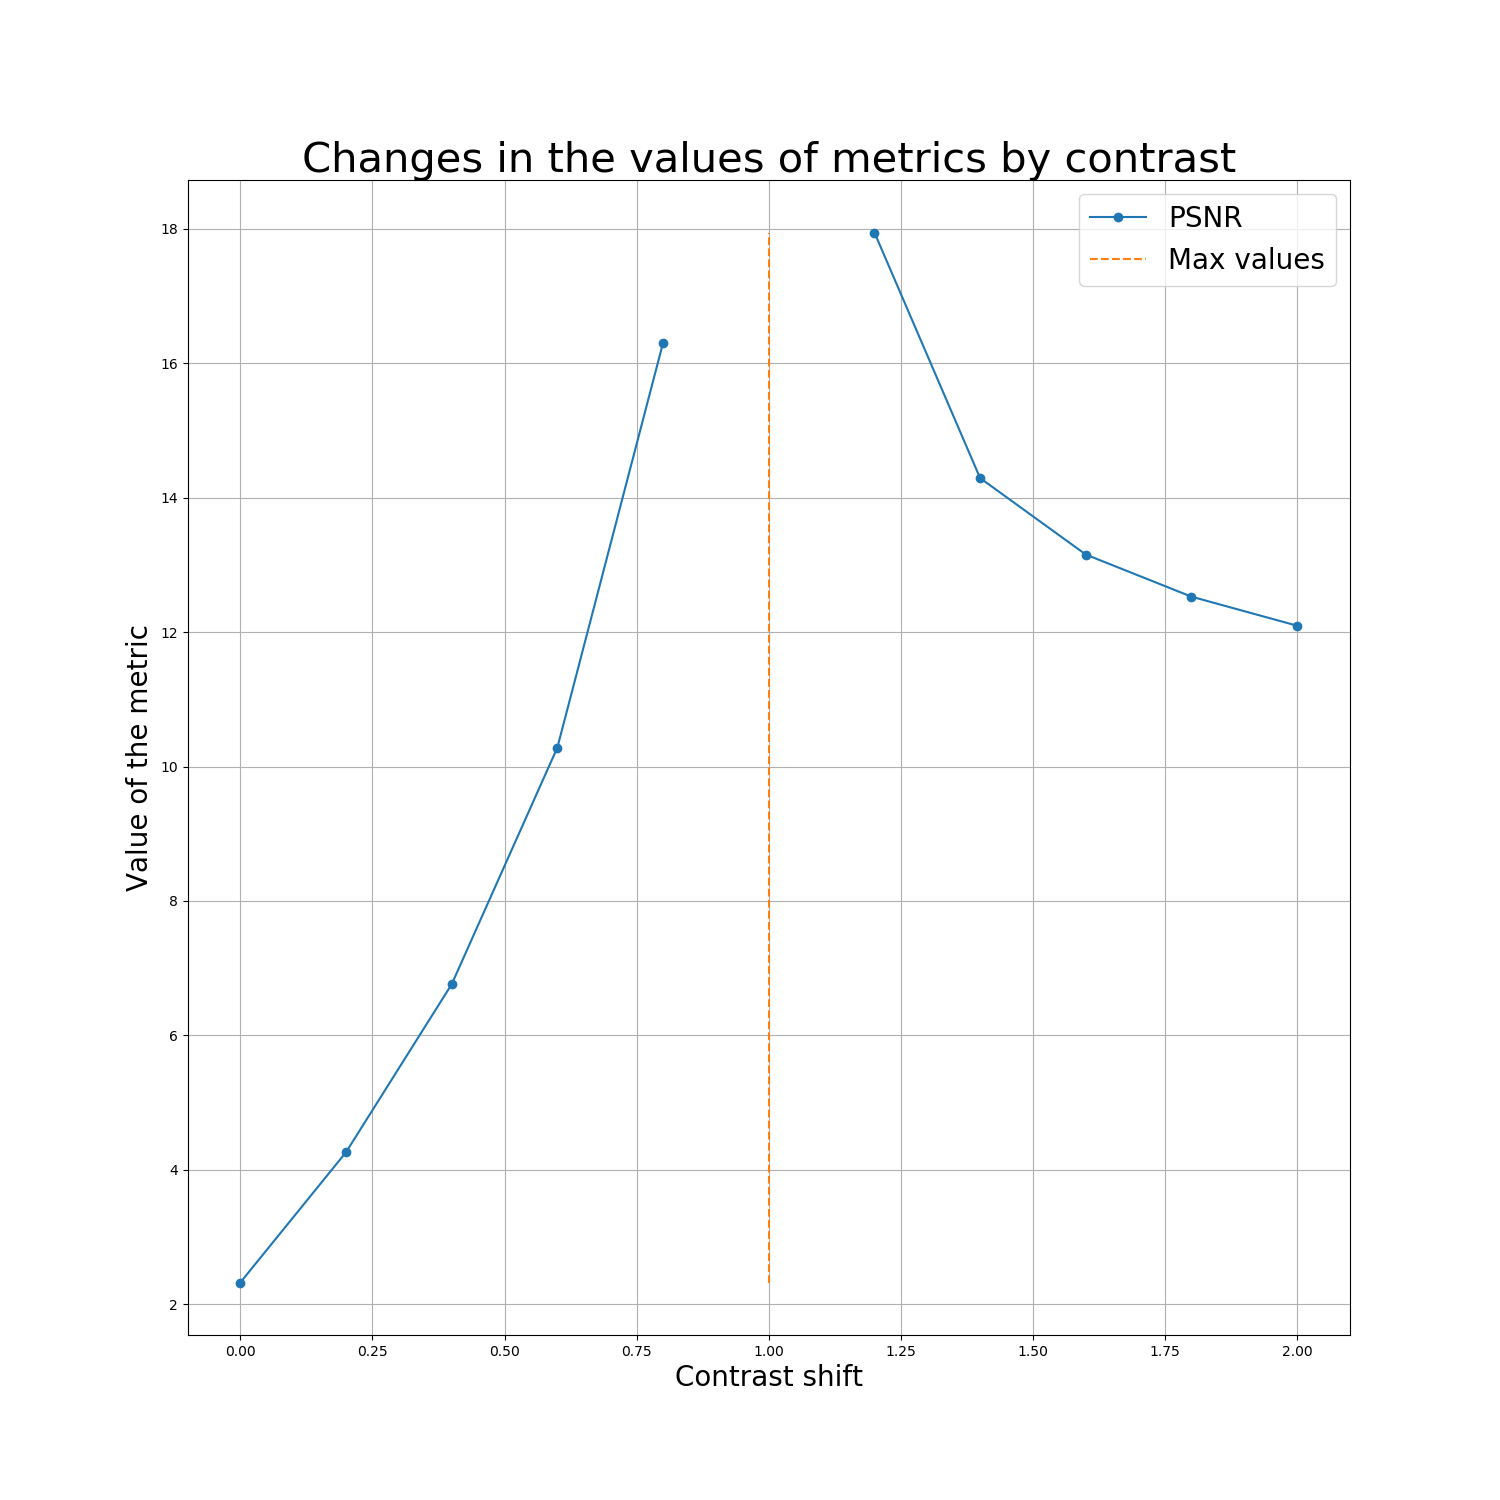 Changes in the values of metrics by contrast
PSNR
Max values
18
16
14
12
10
8
6
4
2
Value of the metric
0.00 0.25 0.50 0.75 1.00 1.25 1.50 1.75 2.00
Contrast shift